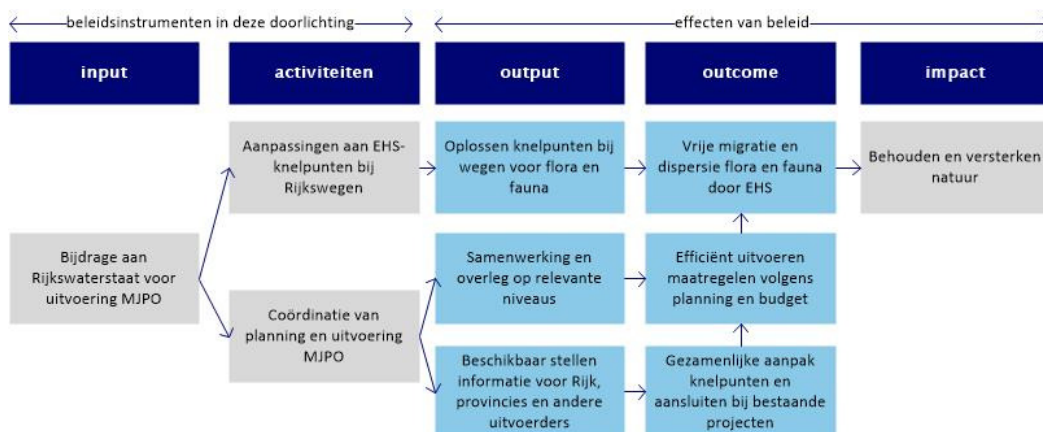 beleidsinstrumenten in deze doorlichting
effecten van beleid
input
activiteiten
output
outcome
impact
Aanpassingen aan EHS-
knelpunten bij
Rijkswegen
Oplossen knelpunten bij
wegen voor flora en
fauna
Vrije migratie en
dispersie flora en fauna
door EHS
Behouden en versterken
natuur
Bijdrage aan
Rijkswaterstaat voor
uitvoering MJPO
Samenwerking en
overleg op relevante
niveaus
Efficiënt uitvoeren
maatregelen volgens
planning en budget
Coördinatie van
planning en uitvoering
MJPO
Beschikbaar stellen
informatie voor Rijk,
provincies en andere
uitvoerders
Gezamenlijke aanpak
knelpunten en
aansluiten bij bestaande
projecten